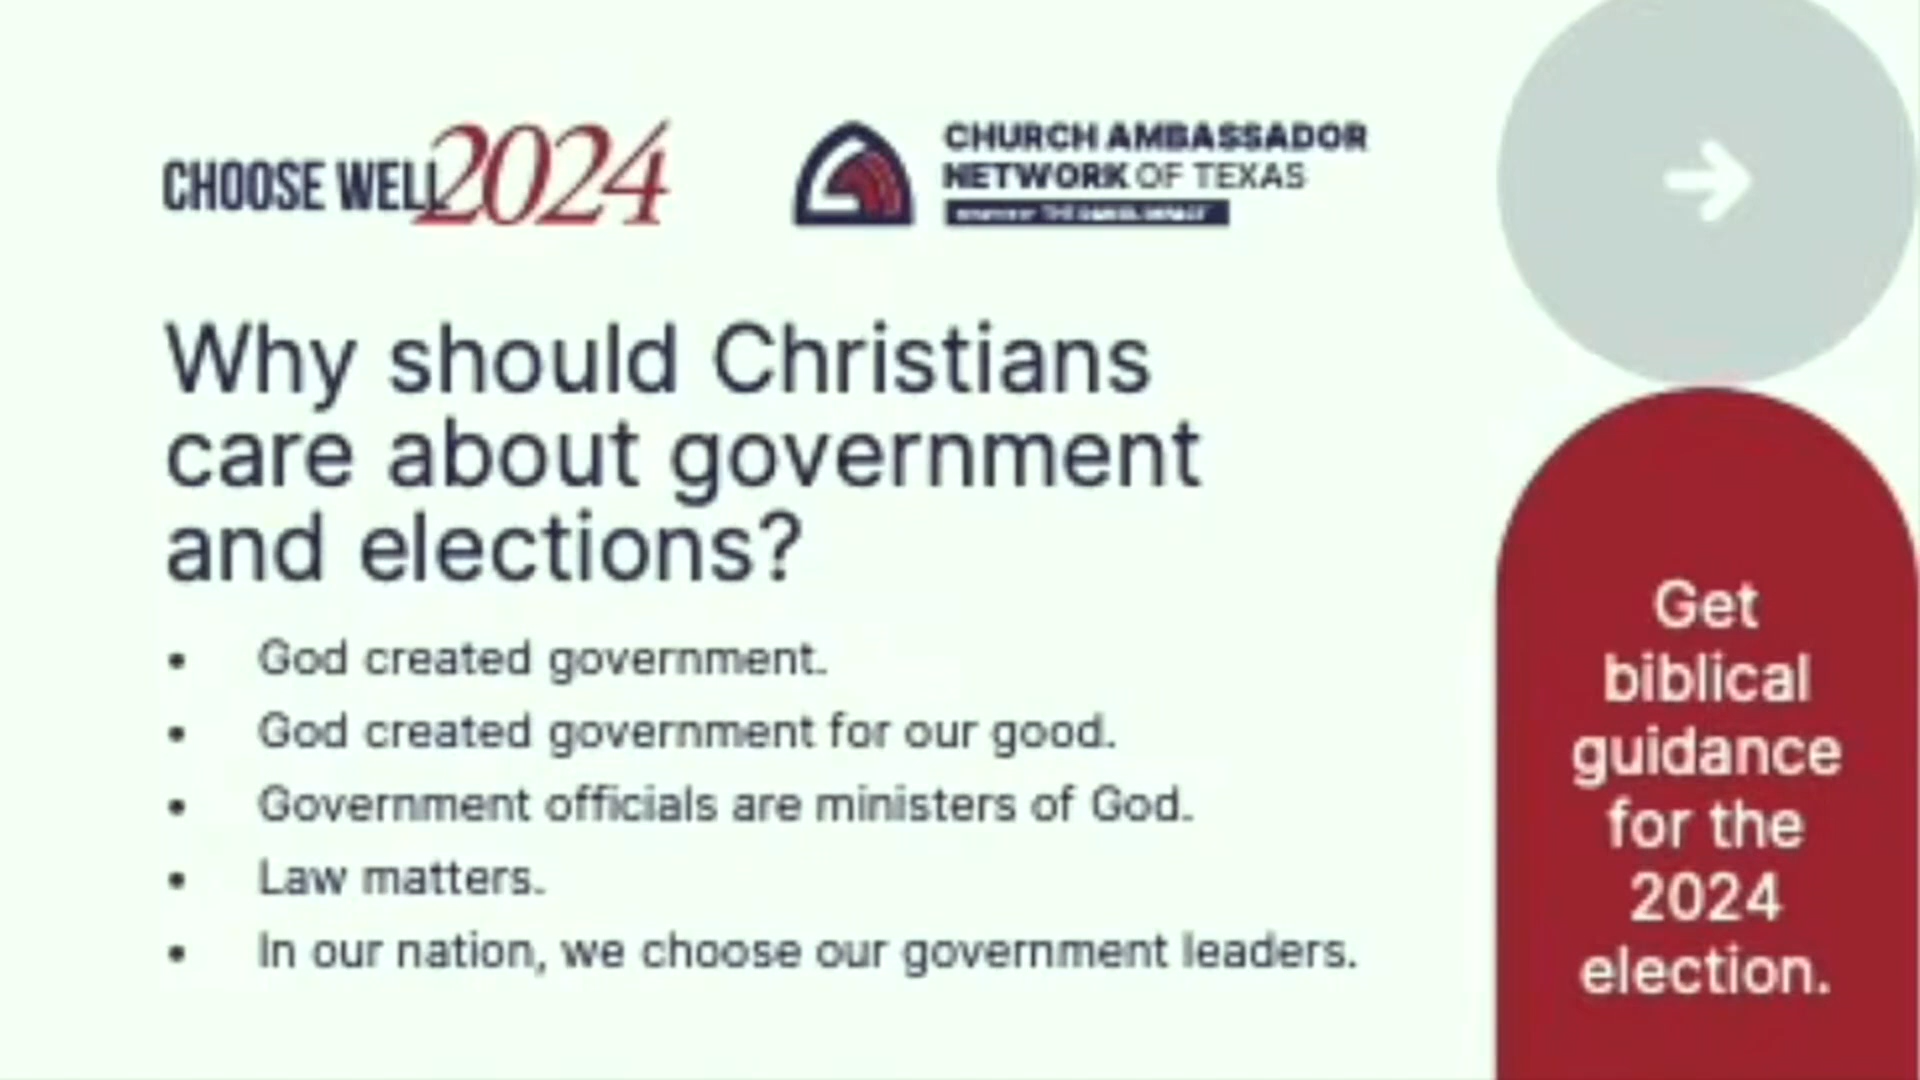 CHOOSE WELL 2024
CHURCH AMBASSADOR
NETWORK OF TEXAS
THE
Why should Christians
care about government
and elections?
• God created government.
• God created government for our good.
• Government officials are ministers of God.
• Law matters.
• In our nation, we choose our government leaders.
Get
biblical
guidance
for the
2024
election.